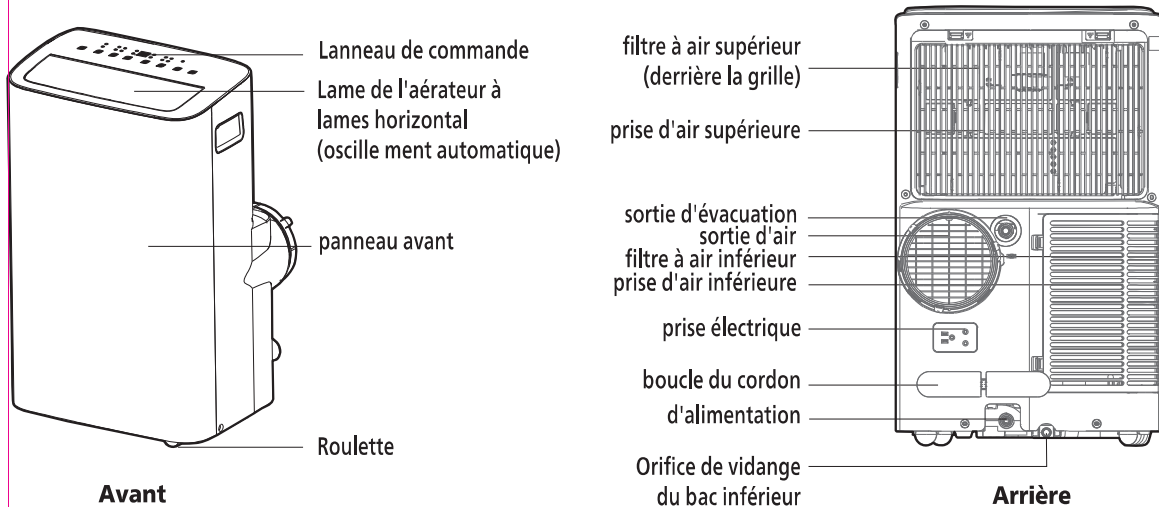 Lanneau de commande
Lame de l'aérateur à
lames horizontal
(oscille ment automatique)
panneau avant
Roulette
Avant
filtre à air supérieur
(derrière la grille)
prise d'air supérieure
sortie d'évacuation
sortie d'air
filtre à air inférieur
prise d'air inférieure
prise électrique
boucle du cordon
d'alimentation
Orifice de vidange
du bac inférieur
Arrière